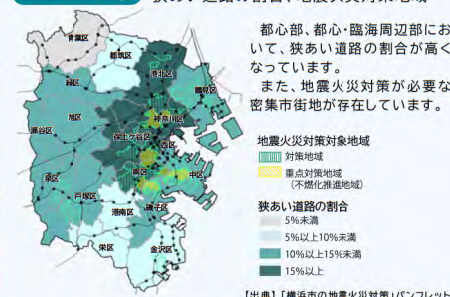 狭あい道路の割合、地震火災対策対象地域
都心部、都心・臨海周辺部にお
いて、狭あい道路の割合が高く
なっています。
また、地震火災対策が必要な
密集市街地が存在しています。
地震火災対策対象地域
対策地域
重点対策地域
(不燃化推進地域)
狭あい道路の割合
5%未満
5%以上10%未満
10%以上15%未満
15%以上
【出典】「横浜市の地震火災対策」パンフレット
青葉区
都筑区
港北区
緑区
鶴見区
旭区
神奈川区
瀬谷区
保土ケ谷区
西区
泉区
南区
中区
戸塚区
港南区
磯子区
栄区
金沢区